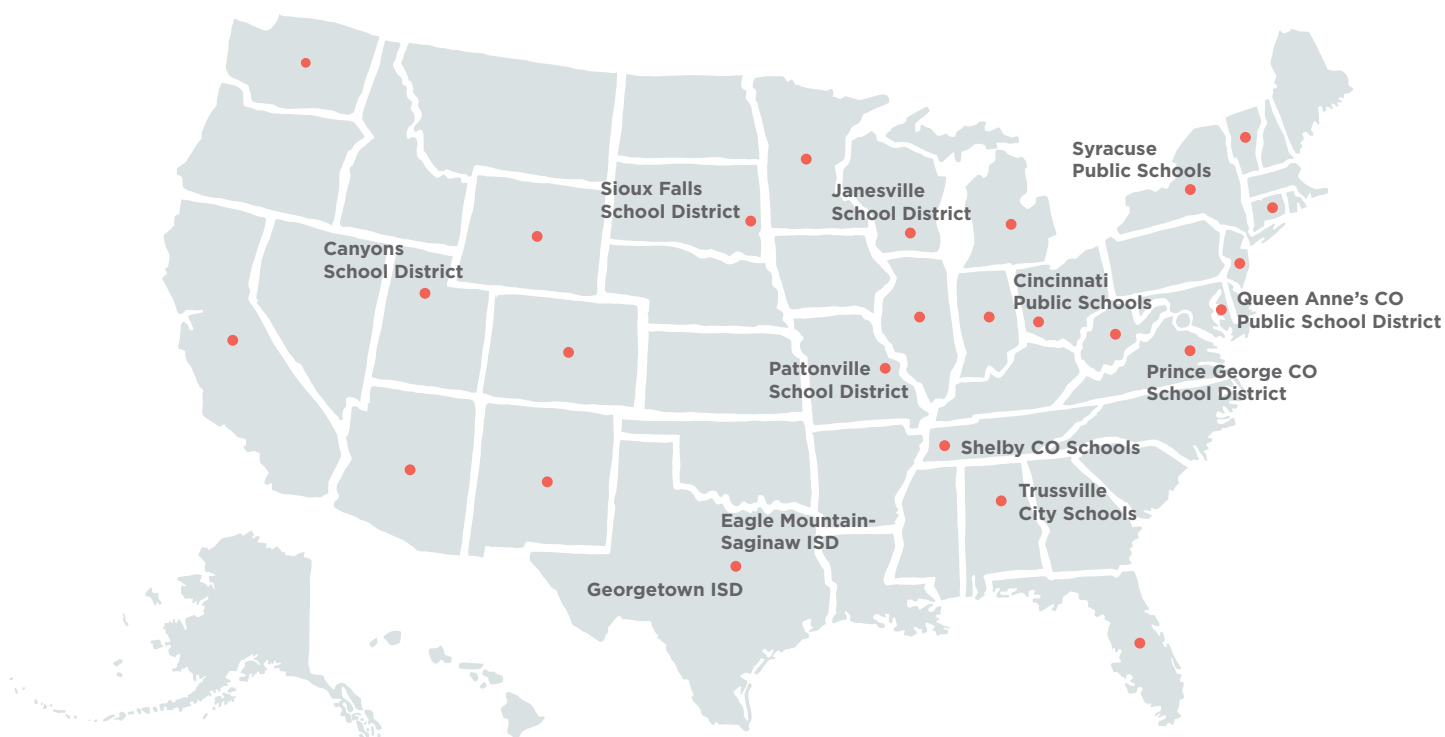 Syracuse
Public Schools
Sioux Falls
School District
Janesville
School District
Canyons
School District
Cincinnati
Public Schools
Queen Anne’s CO
Public School District
Pattonville
School District
Prince George CO
School District
Shelby CO Schools
Trussville
City Schools
Eagle Mountain-
Saginaw ISD
Georgetown ISD